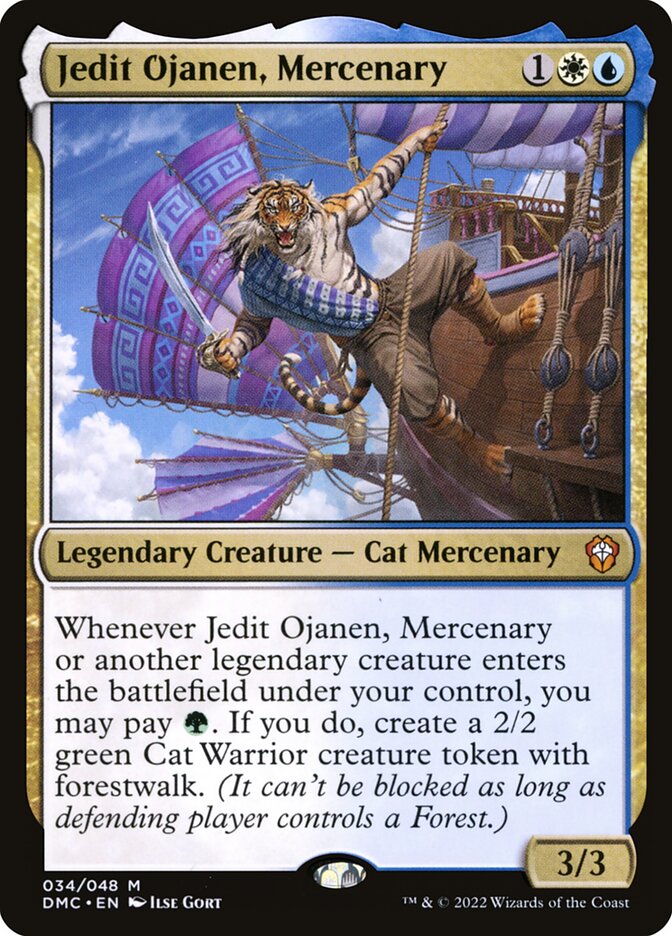 Jedit Ojanen, Mercenary 1
Legendary Creature — Cat Mercenary
Whenever Jedit Ojanen, Mercenary
or another legendary creature enters
the battlefield under your control, you
may pay . If you do, create a 2/2
green Cat Warrior creature token with
forestwalk. (It can't be blocked as long as
defending player controls a Forest.)
3/3
034/048 M
DMC • EN Ilse Gort
™ & © 2022 Wizards of the Coast